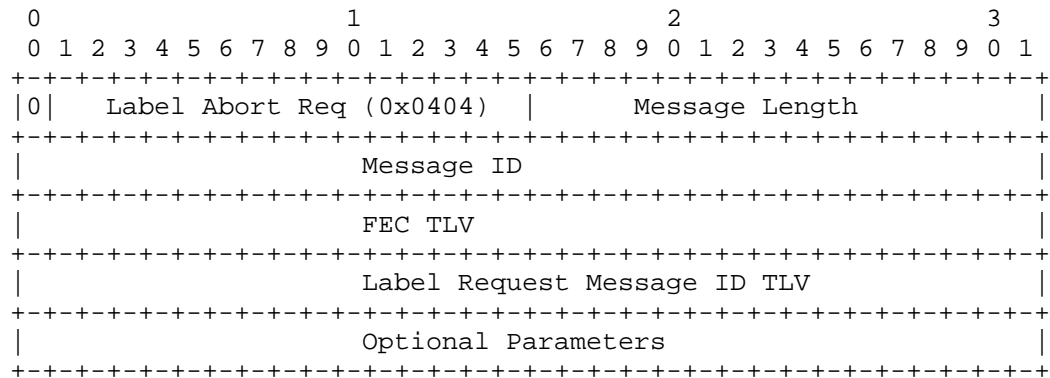 0                   1                   2                   3
 0 1 2 3 4 5 6 7 8 9 0 1 2 3 4 5 6 7 8 9 0 1 2 3 4 5 6 7 8 9 0 1
+-+-+-+-+-+-+-+-+-+-+-+-+-+-+-+-+-+-+-+-+-+-+-+-+-+-+-+-+-+-+-+-+
|0|    Label Abort Req (0x0404)   |      Message Length            |
+-+-+-+-+-+-+-+-+-+-+-+-+-+-+-+-+-+-+-+-+-+-+-+-+-+-+-+-+-+-+-+-+
|                     Message ID                                |
+-+-+-+-+-+-+-+-+-+-+-+-+-+-+-+-+-+-+-+-+-+-+-+-+-+-+-+-+-+-+-+-+
|                     FEC TLV                                   |
+-+-+-+-+-+-+-+-+-+-+-+-+-+-+-+-+-+-+-+-+-+-+-+-+-+-+-+-+-+-+-+-+
|                     Label Request Message ID TLV              |
+-+-+-+-+-+-+-+-+-+-+-+-+-+-+-+-+-+-+-+-+-+-+-+-+-+-+-+-+-+-+-+-+
|                     Optional Parameters                       |
+-+-+-+-+-+-+-+-+-+-+-+-+-+-+-+-+-+-+-+-+-+-+-+-+-+-+-+-+-+-+-+-+